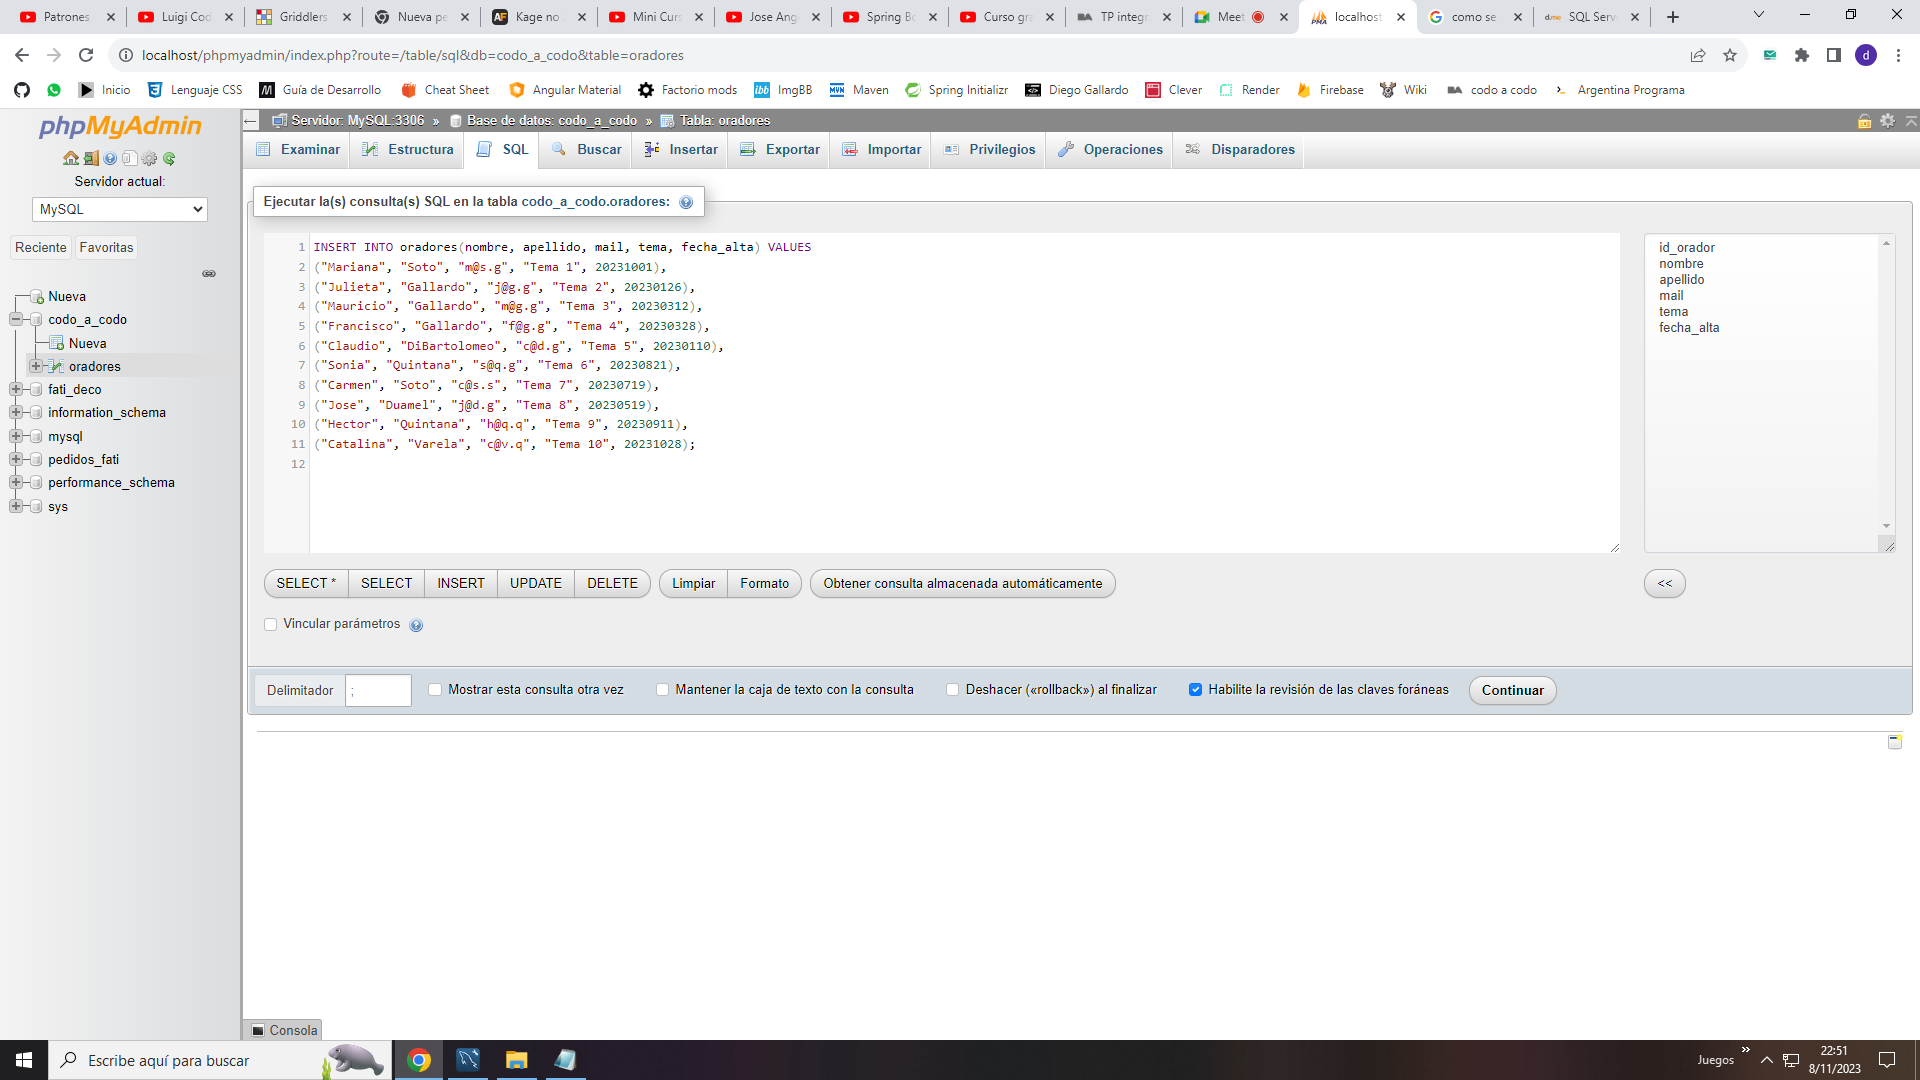 Patrones
Luigi Cod
Griddlers
Nueva pe
Kage no
Mini Curs
Jose Ang
Spring Bo
Curso gra
TP integr
Meet
localhost
como se
SQL Serv
localhost/phpmyadmin/index.php?route=/table/sql&db=codo_a_codo&table=oradores
d
Inicio
Lenguaje CSS
Guía de Desarrollo
Cheat Sheet
Angular Material
Factorio mods
ImgBB
Maven
Spring Initializr
Diego Gallardo
Clever
Render
Firebase
Wiki
codo a codo
Argentina Programa
phpMyAdmin
Servidor actual:
MySQL
Reciente
Favoritas
Nueva
codo_a_codo
Nueva
oradores
fati_deco
information_schema
mysql
pedidos_fati
performance_schema
sys
Servidor: MySQL:3306 » Base de datos: codo_a_codo » Tabla: oradores
Examinar
Estructura
SQL
Buscar
Insertar
Exportar
Importar
Privilegios
Operaciones
Disparadores
Ejecutar la(s) consulta(s) SQL en la tabla codo_a_codo.oradores:
1 INSERT INTO oradores(nombre, apellido, mail, tema, fecha_alta) VALUES
2 ("Mariana", "Soto", "m@s.g", "Tema 1", 20231001),
3 ("Julieta", "Gallardo", "j@g.g", "Tema 2", 20230126),
4 ("Mauricio", "Gallardo", "m@g.g", "Tema 3", 20230312),
5 ("Francisco", "Gallardo", "f@g.g", "Tema 4", 20230328),
6 ("Claudio", "DiBartolomeo", "c@d.g", "Tema 5", 20230110),
7 ("Sonia", "Quintana", "s@q.g", "Tema 6", 20230821),
8 ("Carmen", "Soto", "c@s.s", "Tema 7", 20230719),
9 ("Jose", "Duamel", "j@d.g", "Tema 8", 20230519),
10 ("Hector", "Quintana", "h@q.q", "Tema 9", 20230911),
11 ("Catalina", "Varela", "c@v.q", "Tema 10", 20231028);
12
id_orador
nombre
apellido
mail
tema
fecha_alta
SELECT *
SELECT
INSERT
UPDATE
DELETE
Limpiar
Formato
Obtener consulta almacenada automáticamente
<<
Vincular parámetros
Delimitador
;
Mostrar esta consulta otra vez
Mantener la caja de texto con la consulta
Deshacer («rollback») al finalizar
Habilite la revisión de las claves foráneas
Continuar
Consola
Escribe aquí para buscar
Juegos
22:51
8/11/2023